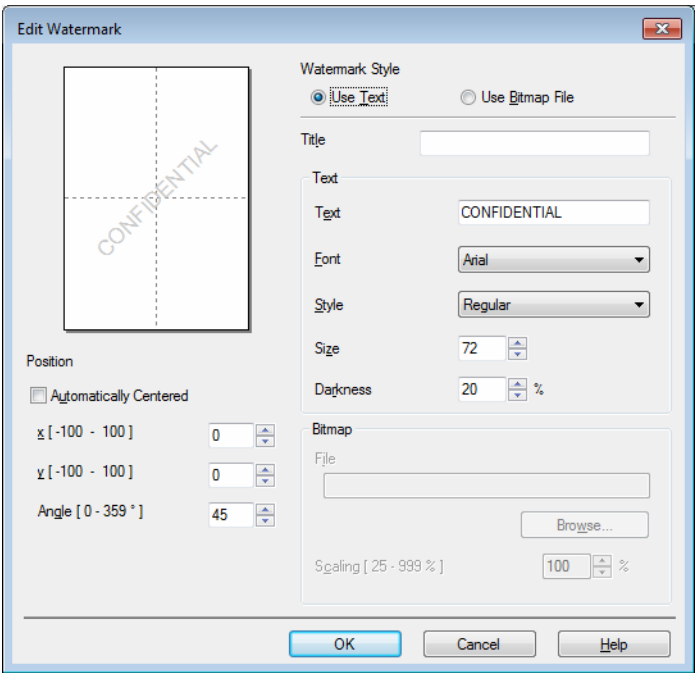 Edit Watermark
CONFIDENTIAL
Position
Automatically Centered
x [ -100 - 100 ] 0
y [ -100 - 100 ] 0
Angle [ 0 - 359 ° ] 45
Watermark Style
Use Text Use Bitmap File
Title
Text
Text CONFIDENTIAL
Font Arial
Style Regular
Size 72
Darkness 20 %
Bitmap
File
Browse...
Scaling [ 25 - 999 % ] 100 %
OK Cancel Help